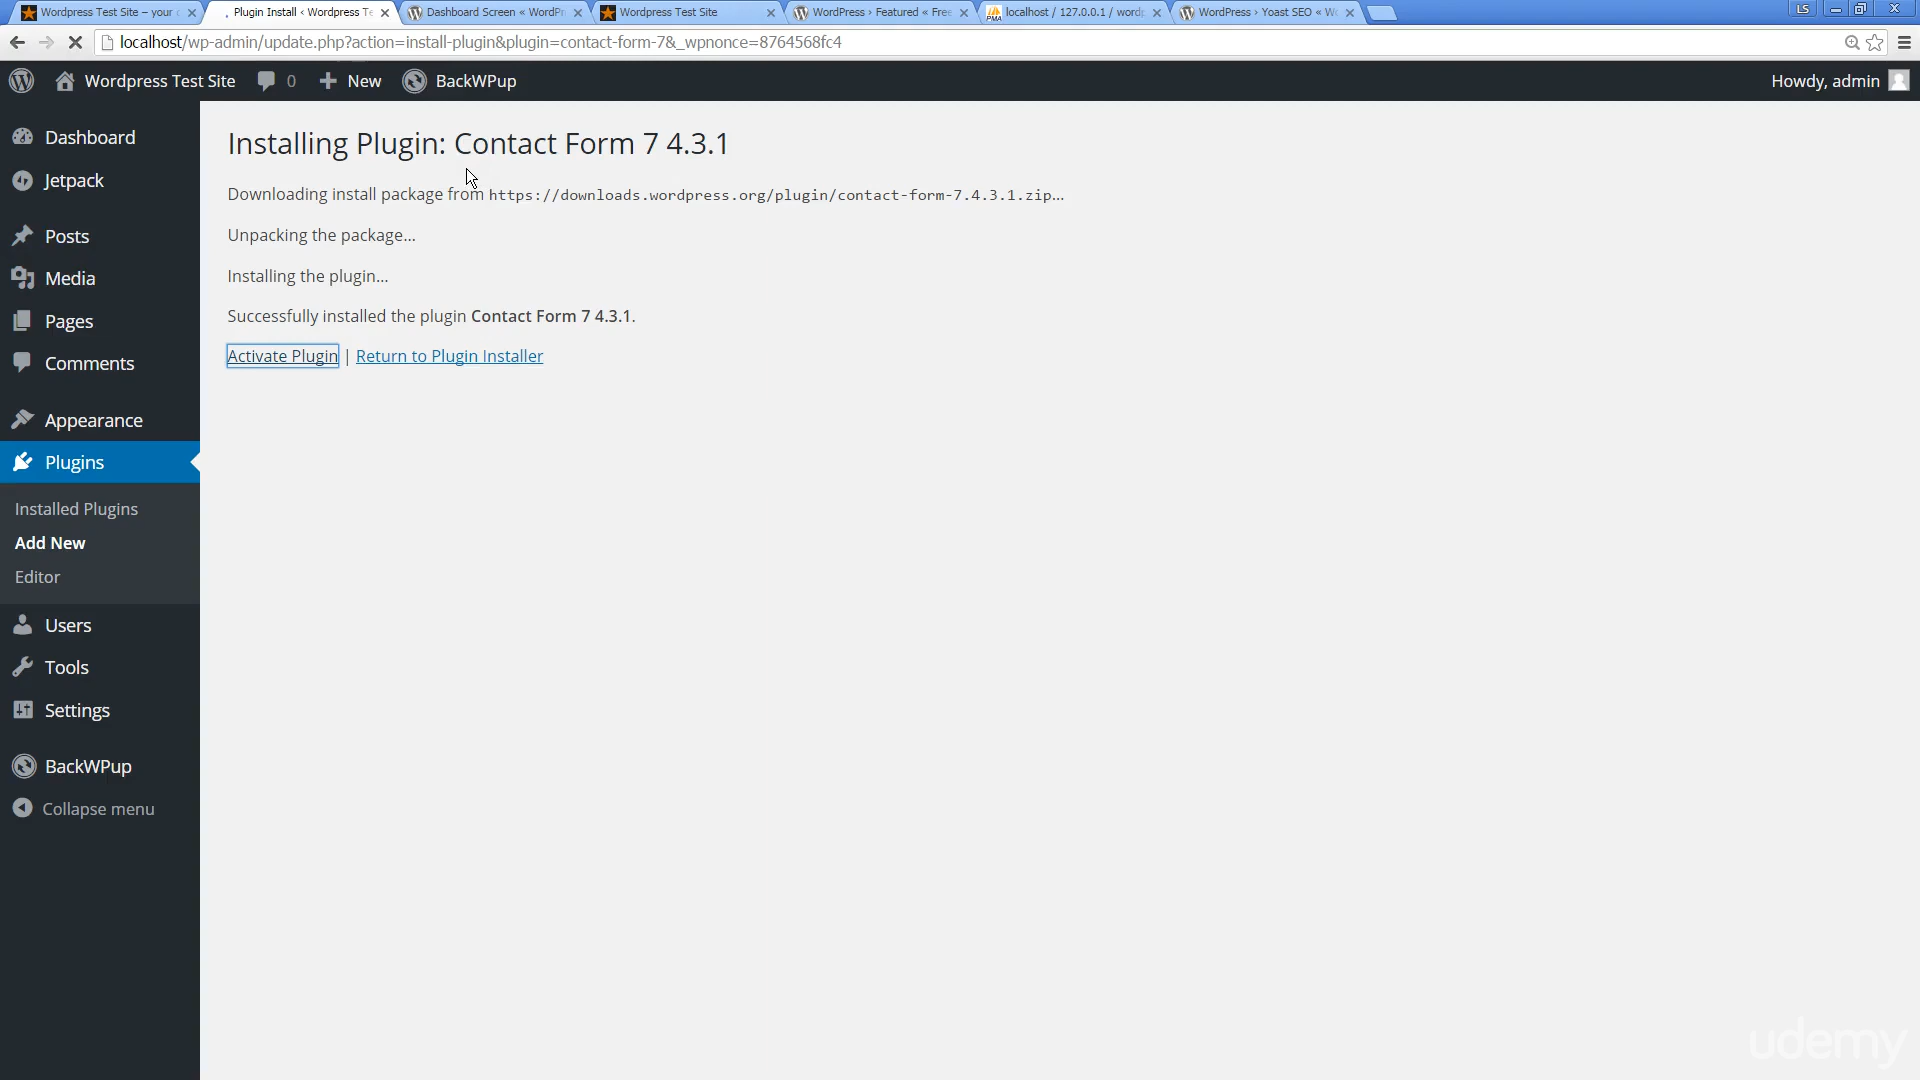 Wordpress Test Site – your
Plugin Install ‹ Wordpress Te
Dashboard Screen « WordPr
Wordpress Test Site
WordPress › Featured « Free
localhost / 127.0.0.1 / wordp
WordPress › Yoast SEO « Wo
LS
localhost/wp-admin/update.php?action=install-plugin&plugin=contact-form-7&_wpnonce=8764568fc4
Wordpress Test Site
0
New
BackWPup
Howdy, admin
Dashboard
Jetpack
Posts
Media
Pages
Comments
Appearance
Plugins
Installed Plugins
Add New
Editor
Users
Tools
Settings
BackWPup
Collapse menu
Installing Plugin: Contact Form 7 4.3.1
Downloading install package from https://downloads.wordpress.org/plugin/contact-form-7.4.3.1.zip…
Unpacking the package…
Installing the plugin…
Successfully installed the plugin Contact Form 7 4.3.1.
Activate Plugin | Return to Plugin Installer
udemy